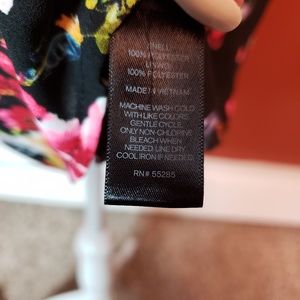 SHELL
100% POLYESTER
LINING
100% POLYESTER
MADE IN VIETNAM
MACHINE WASH COLD
WITH LIKE COLORS.
GENTLE CYCLE.
ONLY NON-CHLORINE
BLEACH WHEN
NEEDED. LINE DRY.
COOL IRON IF NEEDED.
RN# 55285